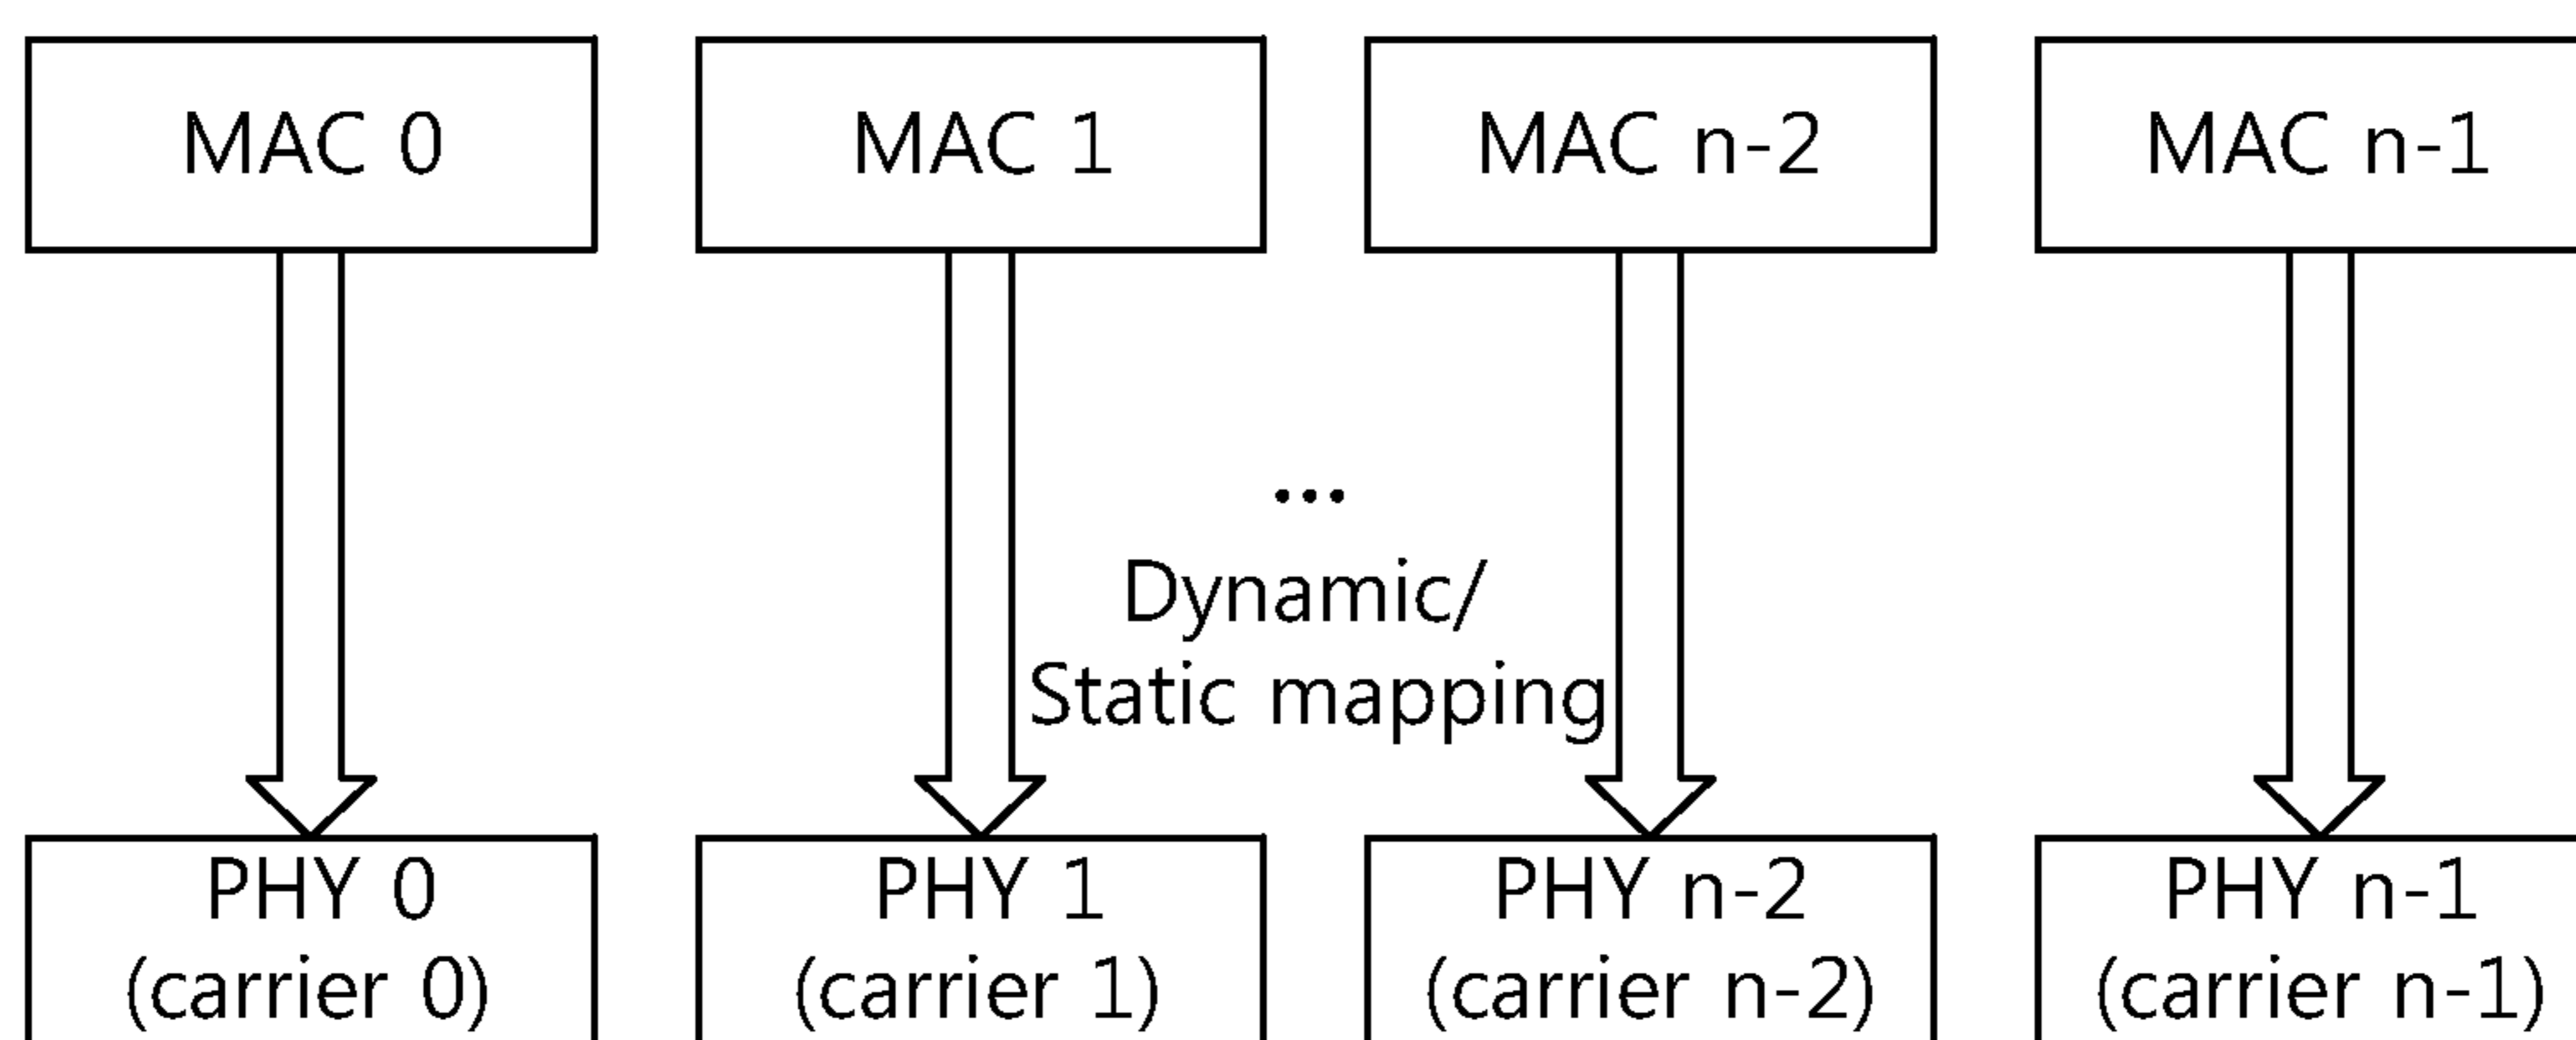 MAC 0
MAC 1
MAC n-2
MAC n-1
...
Dynamic/
Static mapping
PHY 0
(carrier 0)
PHY 1
(carrier 1)
PHY n-2
(carrier n-2)
PHY n-1
(carrier n-1)